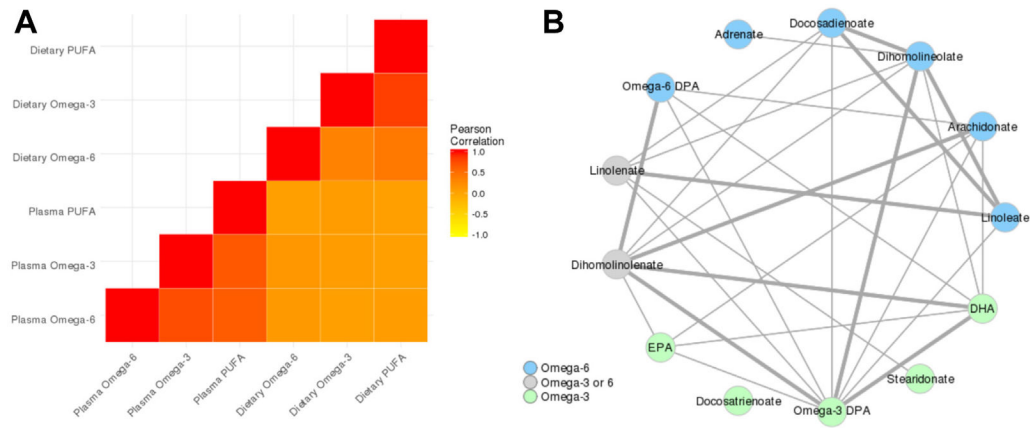 A
Dietary PUFA
Dietary Omega-3
Dietary Omega-6
Plasma PUFA
Plasma Omega-3
Plasma Omega-6
Plasma Omega-6
Plasma Omega-3
Plasma PUFA
Dietary Omega-6
Dietary Omega-3
Dietary PUFA
Pearson
Correlation
1.0
0.5
0.0
-0.5
-1.0
B
Docosadienoate
Adrenate
Dihomolineolate
Omega-6 DPA
Arachidonate
Linolenate
Linoleate
Dihomolinolenate
DHA
EPA
Stearidonate
Docosatrienoate
Omega-3 DPA
Omega-6
Omega-3 or 6
Omega-3